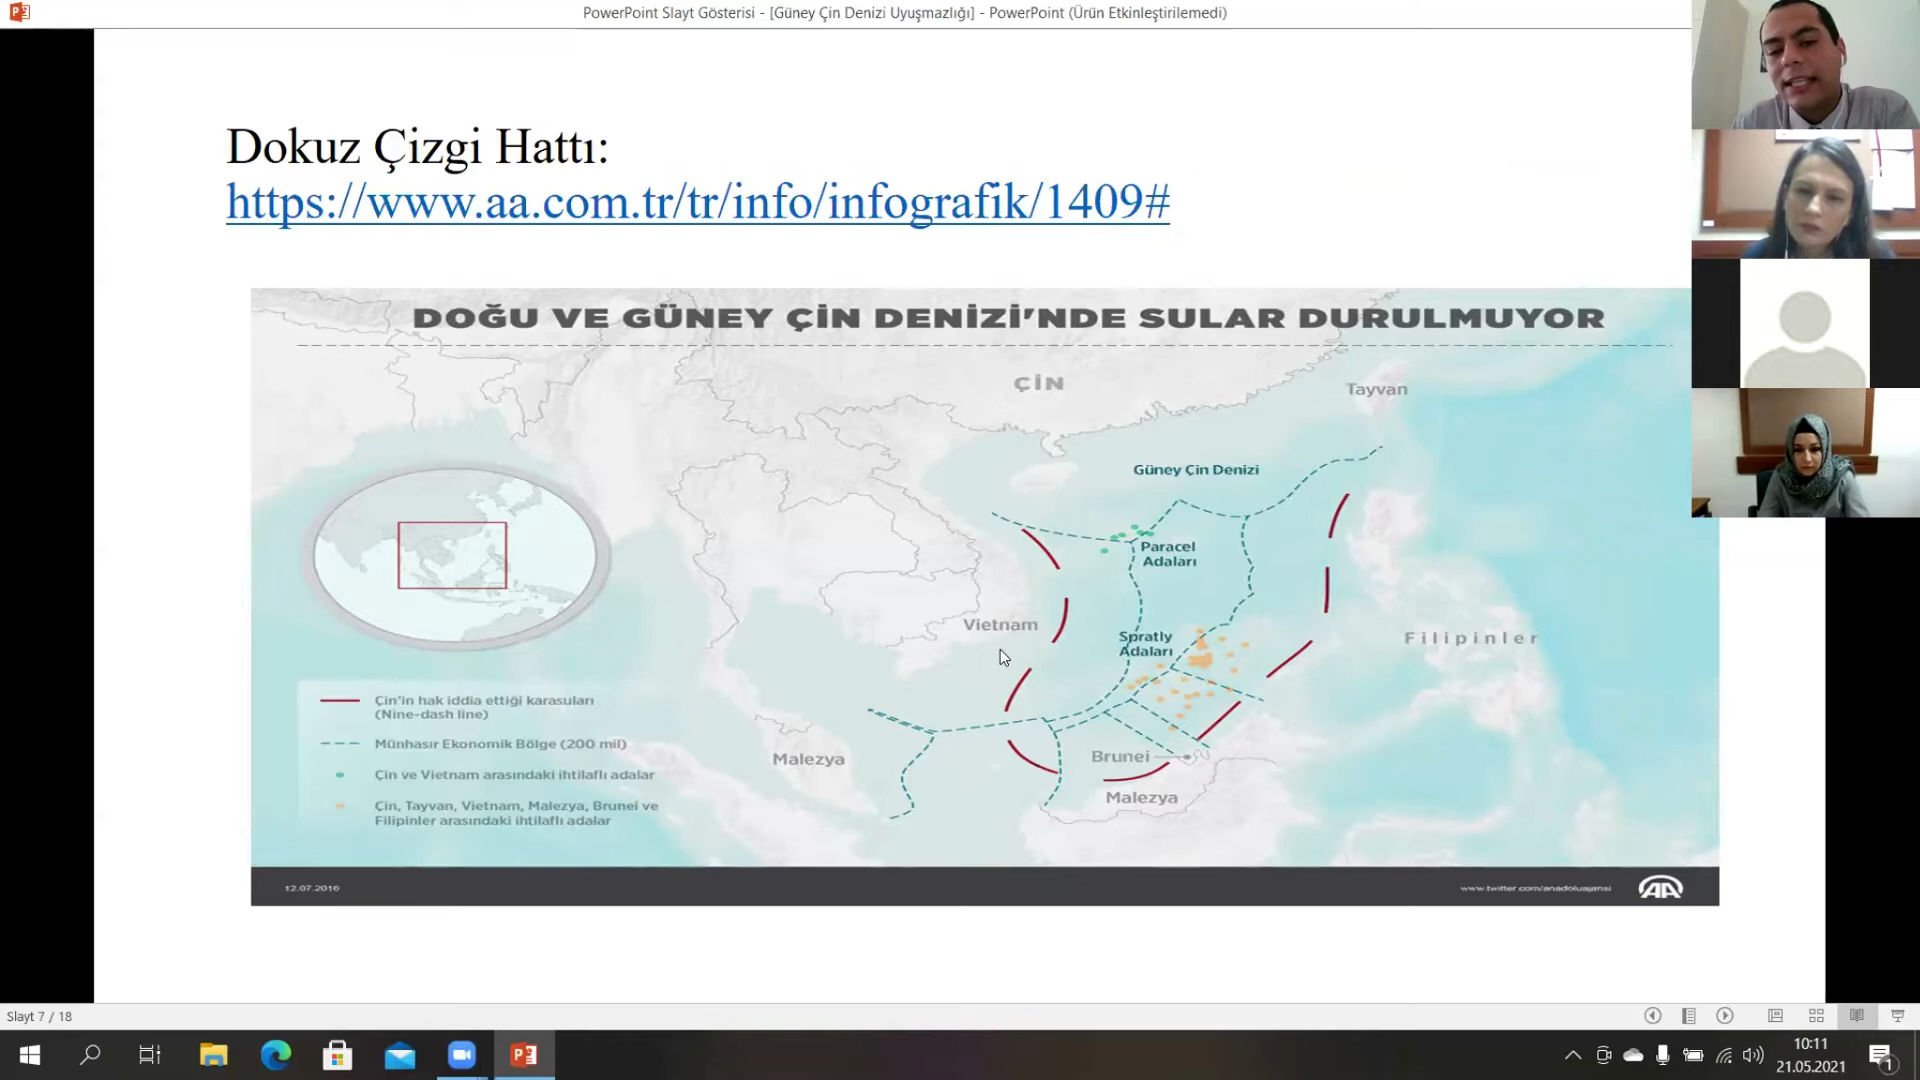 PowerPoint Slayt Gösterisi - [Güney Çin Denizi Uyuşmazlığı] - PowerPoint (Ürün Etkinleştirilemedi)
Dokuz Çizgi Hattı:
https://www.aa.com.tr/tr/info/infografik/1409#
DOĞU VE GÜNEY ÇİN DENİZİ'NDE SULAR DURULMUYOR
ÇİN
Tayvan
Güney Çin Denizi
Paracel
Adaları
Vietnam
Spratly
Adaları
Filipinler
Çin'in hak iddia ettiği karasuları
(Nine-dash line)
Münhasır Ekonomik Bölge (200 mil)
Çin ve Vietnam arasındaki ihtilaflı adalar
Çin, Tayvan, Vietnam, Malezya, Brunei ve
Filipinler arasındaki ihtilaflı adalar
Malezya
Brunei
Malezya
12.07.2016
www.twitter.com/anadoluajansi
AA
Slayt 7 / 18
10:11
21.05.2021
1